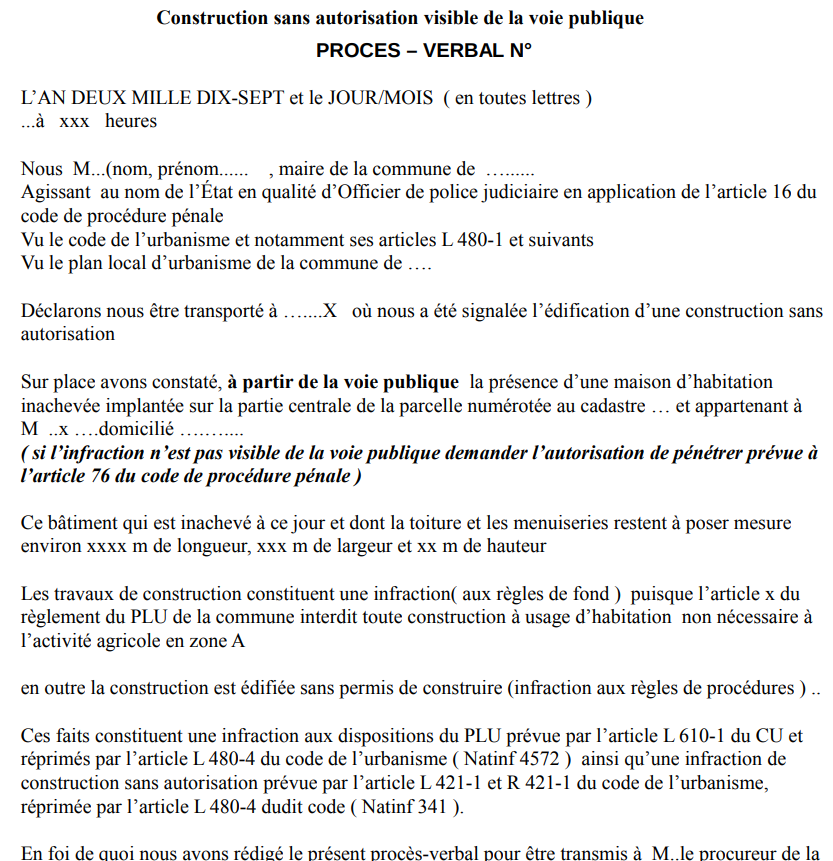 Construction sans autorisation visible de la voie publique
PROCES – VERBAL N°
L’AN DEUX MILLE DIX-SEPT et le JOUR/MOIS ( en toutes lettres )
...à xxx heures
Nous M...(nom, prénom...... , maire de la commune de …......
Agissant au nom de l’État en qualité d’Officier de police judiciaire en application de l’article 16 du
code de procédure pénale
Vu le code de l’urbanisme et notamment ses articles L 480-1 et suivants
Vu le plan local d’urbanisme de la commune de ….
Déclarons nous être transporté à …....X où nous a été signalée l’édification d’une construction sans
autorisation
Sur place avons constaté, à partir de la voie publique la présence d’une maison d’habitation
inachevée implantée sur la partie centrale de la parcelle numérotée au cadastre … et appartenant à
M ..x ….domicilié …......
( si l’infraction n’est pas visible de la voie publique demander l’autorisation de pénétrer prévue à
l’article 76 du code de procédure pénale )
Ce bâtiment qui est inachevé à ce jour et dont la toiture et les menuiseries restent à poser mesure
environ xxxx m de longueur, xxx m de largeur et xx m de hauteur
Les travaux de construction constituent une infraction( aux règles de fond ) puisque l’article x du
règlement du PLU de la commune interdit toute construction à usage d’habitation non nécessaire à
l’activité agricole en zone A
en outre la construction est édifiée sans permis de construire (infraction aux règles de procédures ) ..
Ces faits constituent une infraction aux dispositions du PLU prévue par l’article L 610-1 du CU et
réprimés par l’article L 480-4 du code de l’urbanisme ( Natinf 4572 ) ainsi qu’une infraction de
construction sans autorisation prévue par l’article L 421-1 et R 421-1 du code de l’urbanisme,
réprimée par l’article L 480-4 dudit code ( Natinf 341 ).
En foi de quoi nous avons rédigé le présent procès-verbal pour être transmis à M..le procureur de la